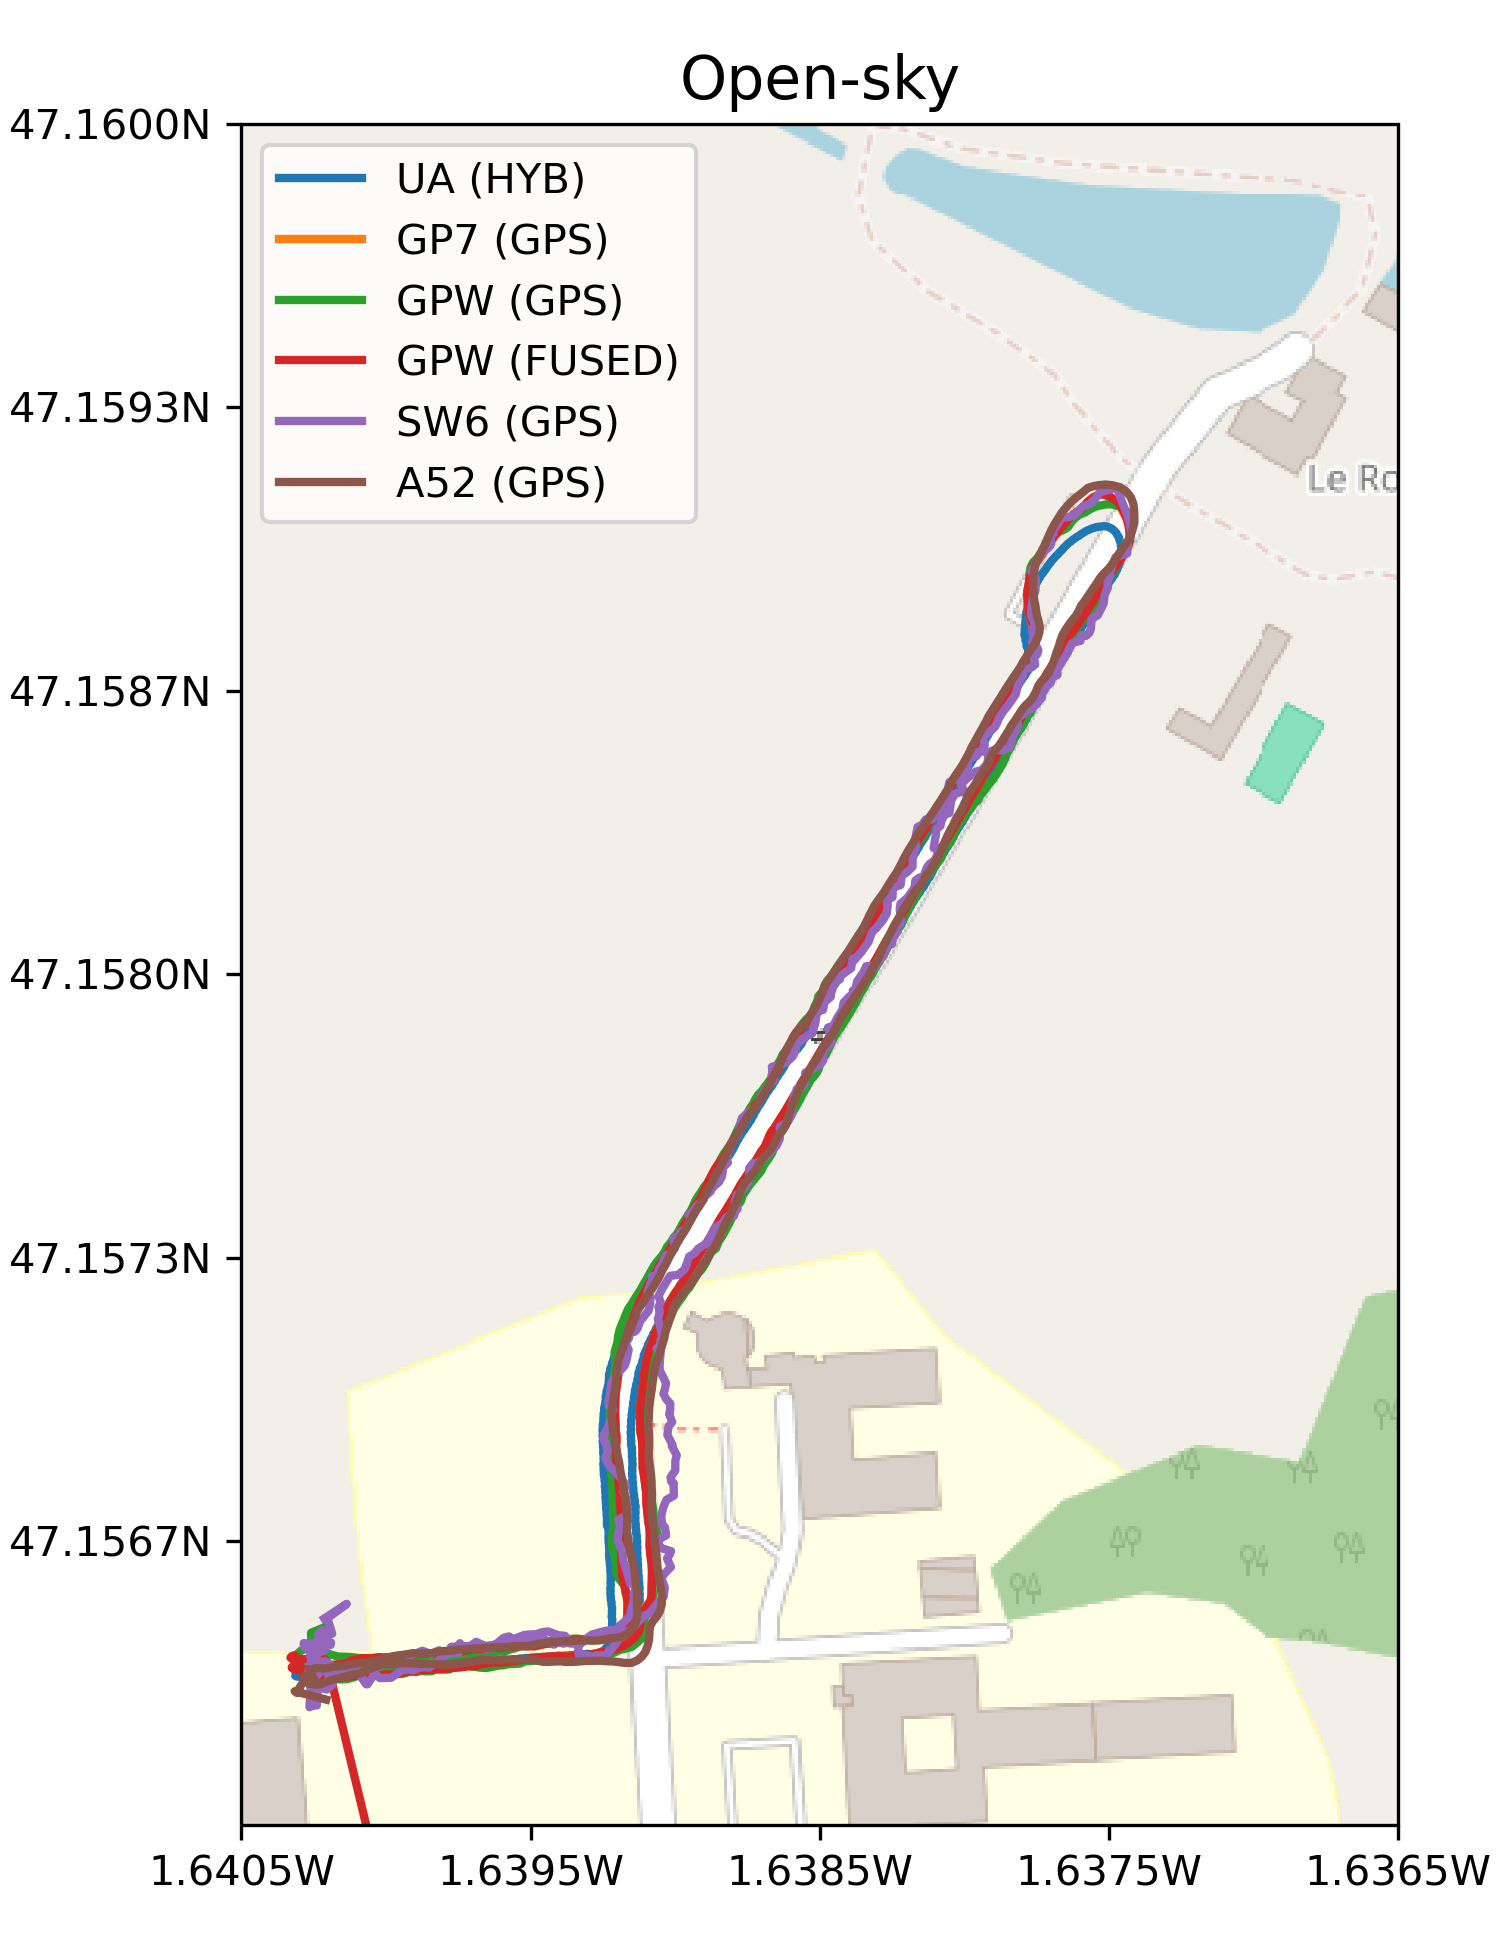 Open-sky
47.1600N
47.1593N
47.1587N
47.1580N
47.1573N
47.1567N
UA (HYB)
GP7 (GPS)
GPW (GPS)
GPW (FUSED)
SW6 (GPS)
A52 (GPS)
Le Ro
1.6405W 1.6395W 1.6385W 1.6375W 1.6365W